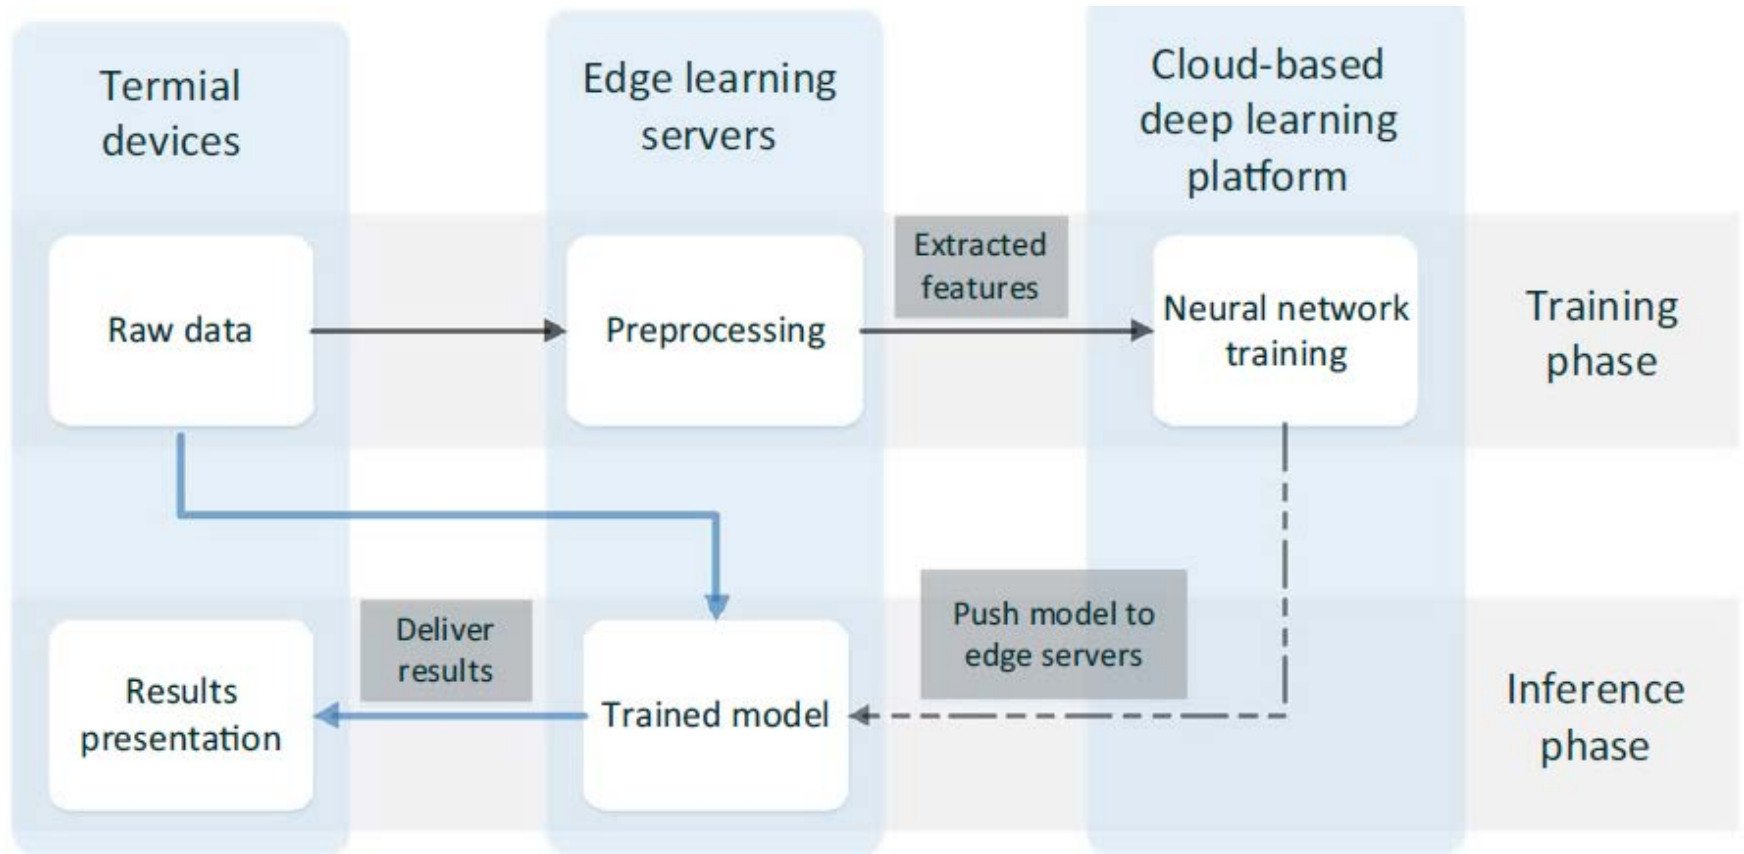 Termial
devices
Edge learning
servers
Cloud-based
deep learning
platform
Raw data
Preprocessing
Extracted
features
Neural network
training
Training
phase
Results
presentation
Deliver
results
Trained model
Push model to
edge servers
Inference
phase